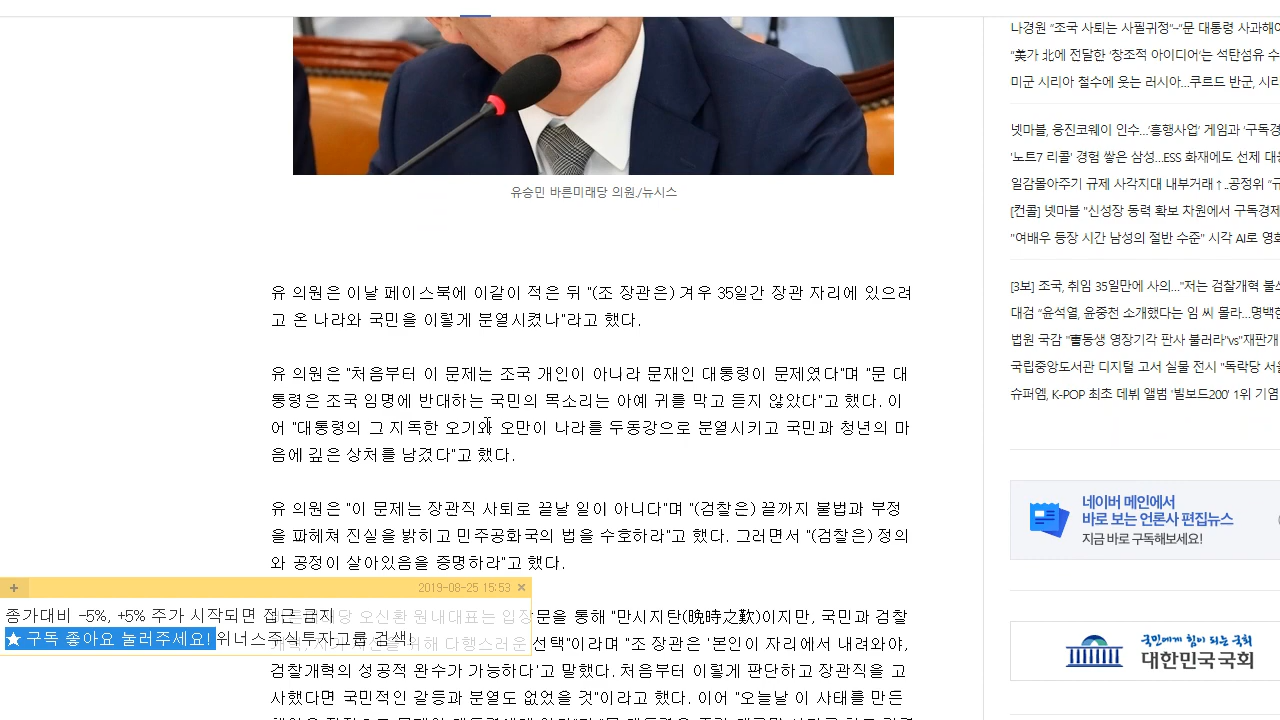 유승민 바른미래당 의원./뉴시스
유 의원은 이날 페이스북에 이같이 적은 뒤 "(조 장관은) 겨우 35일간 장관 자리에 있으려
고 온 나라와 국민을 이렇게 분열시켰나"라고 했다.
유 의원은 "처음부터 이 문제는 조국 개인이 아니라 문재인 대통령이 문제였다"며 "문 대
통령은 조국 임명에 반대하는 국민의 목소리는 아예 귀를 막고 듣지 않았다"고 했다. 이
어 "대통령의 그 지독한 오기와 오만이 나라를 두동강으로 분열시키고 국민과 청년의 마
음에 깊은 상처를 남겼다"고 했다.
유 의원은 "이 문제는 장관직 사퇴로 끝날 일이 아니다"며 "(검찰은) 끝까지 불법과 부정
을 파헤쳐 진실을 밝히고 민주공화국의 법을 수호하라"고 했다. 그러면서 "(검찰은) 정의
와 공정이 살아있음을 증명하라"고 했다.
당 오신환 원내대표는 입장문을 통해 "만시지탄(晩時之歎)이지만, 국민과 검찰
위해 다행스러운 선택"이라며 "조 장관은 '본인이 자리에서 내려와야,
검찰개혁의 성공적 완수가 가능하다'고 말했다. 처음부터 이렇게 판단하고 장관직을 고
사했다면 국민적인 갈등과 분열도 없었을 것"이라고 했다. 이어 "오늘날 이 사태를 만든
+ 2019-08-25 15:53 ×
종가대비 -5%, +5% 주가 시작되면 접근 금지
★ 구독 좋아요 눌러주세요! 위너스주식투자그룹 검색!
나경원 "조국 사퇴는 사필귀정"…"문 대통령 사과해야
"美가 北에 전달한 '창조적 아이디어'는 석탄섬유 수
미군 시리아 철수에 웃는 러시아…쿠르드 반군, 시리
넷마블, 웅진코웨이 인수…'흥행사업' 게임과 '구독경
'노트7 리콜' 경험 쌓은 삼성…ESS 화재에도 선제 대응
일감몰아주기 규제 사각지대 내부거래↑..공정위 "규
[컨콜] 넷마블 "신성장 동력 확보 차원에서 구독경제
"여배우 등장 시간 남성의 절반 수준" 시각 AI로 영화
[3보] 조국, 취임 35일만에 사의…"저는 검찰개혁 불쏘
대검 "윤석열, 윤중천 소개했다는 임 씨 몰라…명백한
법원 국감 "曺동생 영장기각 판사 불러라"vs"재판개
국립중앙도서관 디지털 고서 실물 전시 "독락당 서울
슈퍼엠, K-POP 최초 데뷔 앨범 '빌보드200' 1위 기염
네이버 메인에서
바로 보는 언론사 편집뉴스
지금 바로 구독해보세요!
국민에게 힘이 되는 국회
대한민국국회